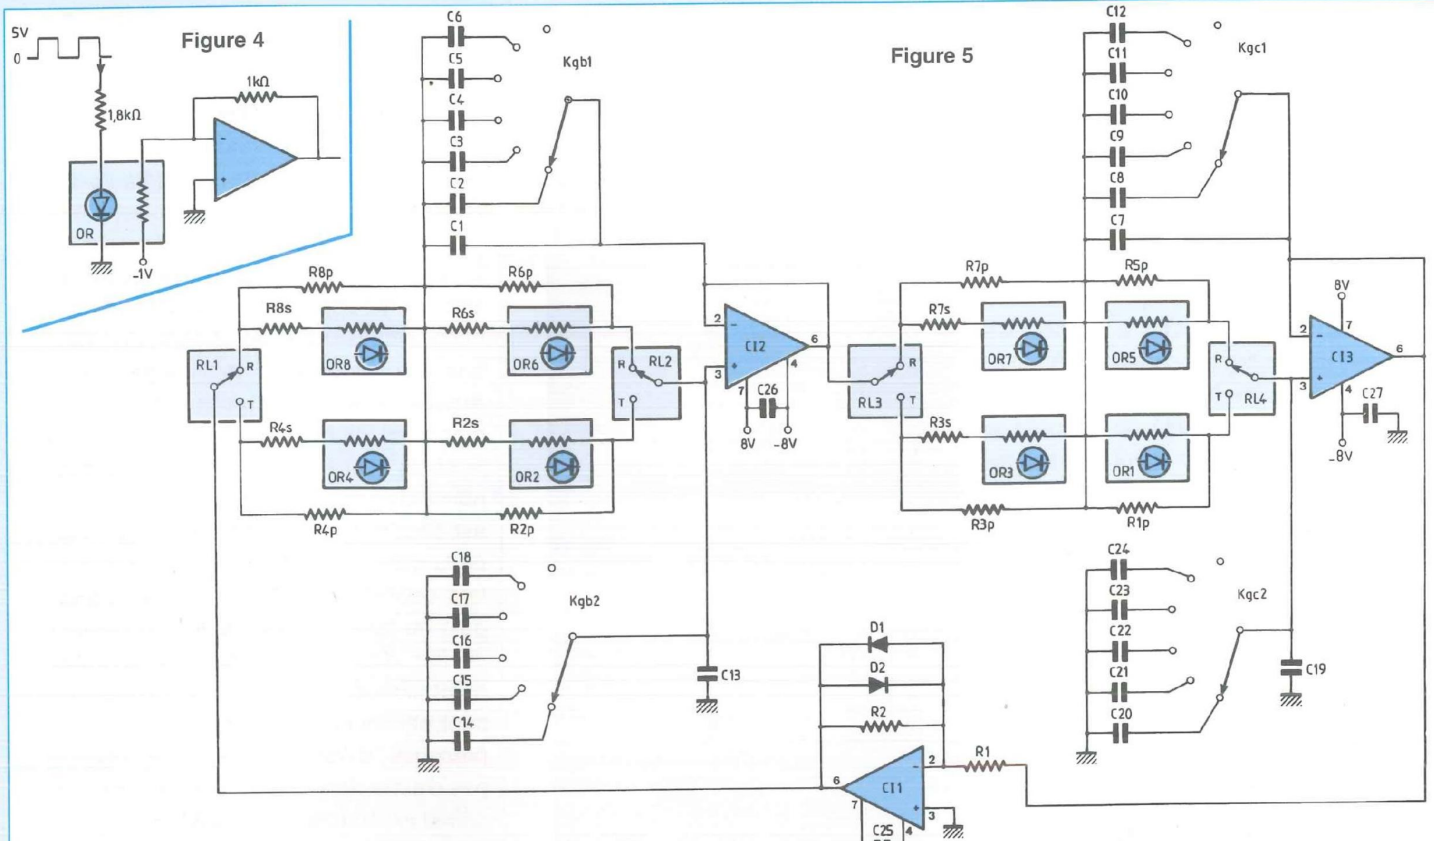 Figure 4
5V
0
1,8kΩ
1kΩ
-
+
OR
-1V
Figure 5
C6
C5
C4
C3
C2
C1
Kgb1
R8p
R6p
R8s
R6s
OR8
OR6
RL1
R
T
RL2
R
T
R4s
R2s
OR4
OR2
R4p
R2p
2
-
3
+
CI2
6
7
4
C26
8V
-8V
C18
C17
C16
C15
C14
Kgb2
C13
C12
C11
C10
C9
C8
C7
Kgc1
R7p
R5p
R7s
OR7
OR5
RL3
R
T
R
T
RL4
R3s
OR3
OR1
R3p
R1p
8V
7
2
-
3
+
CI3
6
4
C27
-8V
C24
C23
C22
C21
C20
Kgc2
C19
D1
D2
R2
R1
6
CI1
2
-
+
3
7
4
C25